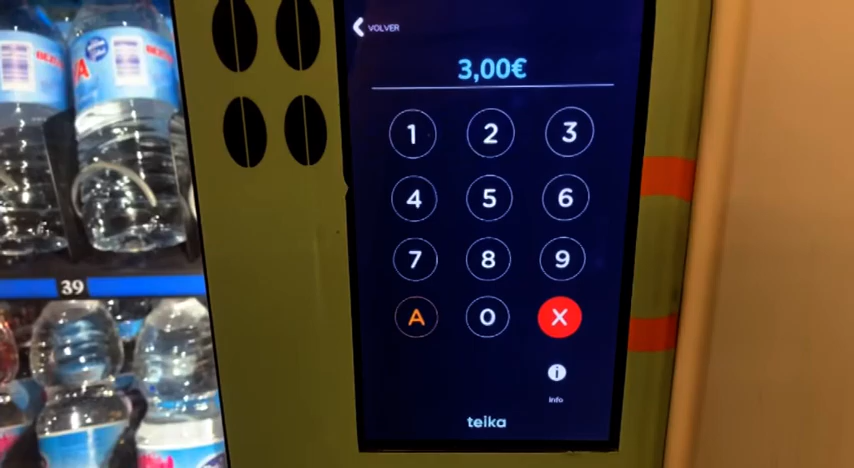 VOLVER
3,00€
1 2 3
4 5 6
7 8 9
A 0 X
i
Info
teika
39